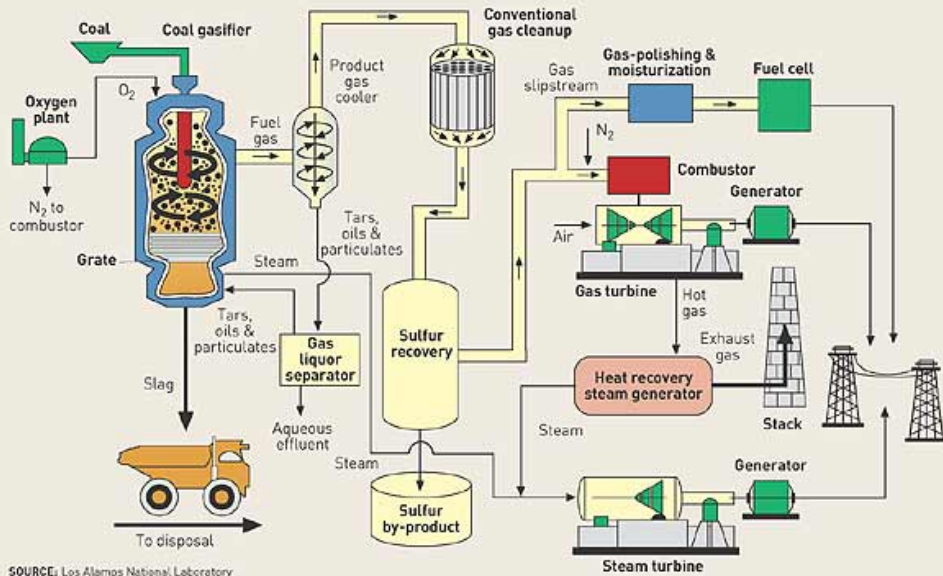 Coal
Coal gasifier
Conventional
gas cleanup
Product
gas
cooler
Gas
slipstream
Gas-polishing &
moisturization
Fuel cell
O2
Oxygen
plant
Fuel
gas
N2
Combustor
Generator
N2 to
combustor
Tars,
oils &
particulates
Air
Grate
Steam
Gas turbine
Hot
gas
Exhaust
gas
Tars,
oils &
particulates
Gas
liquor
separator
Sulfur
recovery
Heat recovery
steam generator
Slag
Aqueous
effluent
Steam
Steam
Stack
Generator
Sulfur
by-product
To disposal
Steam turbine
SOURCE: Los Alamos National Laboratory